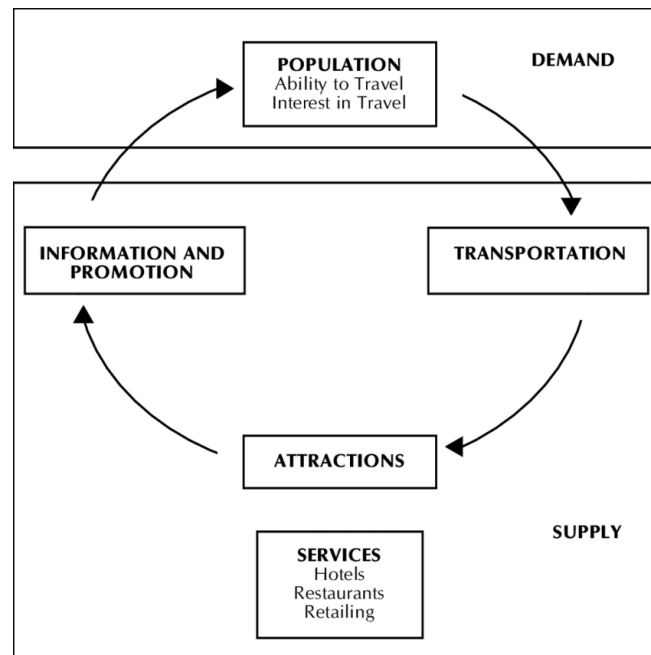 POPULATION
Ability to Travel
Interest in Travel
DEMAND
INFORMATION AND
PROMOTION
TRANSPORTATION
ATTRACTIONS
SERVICES
Hotels
Restaurants
Retailing
SUPPLY